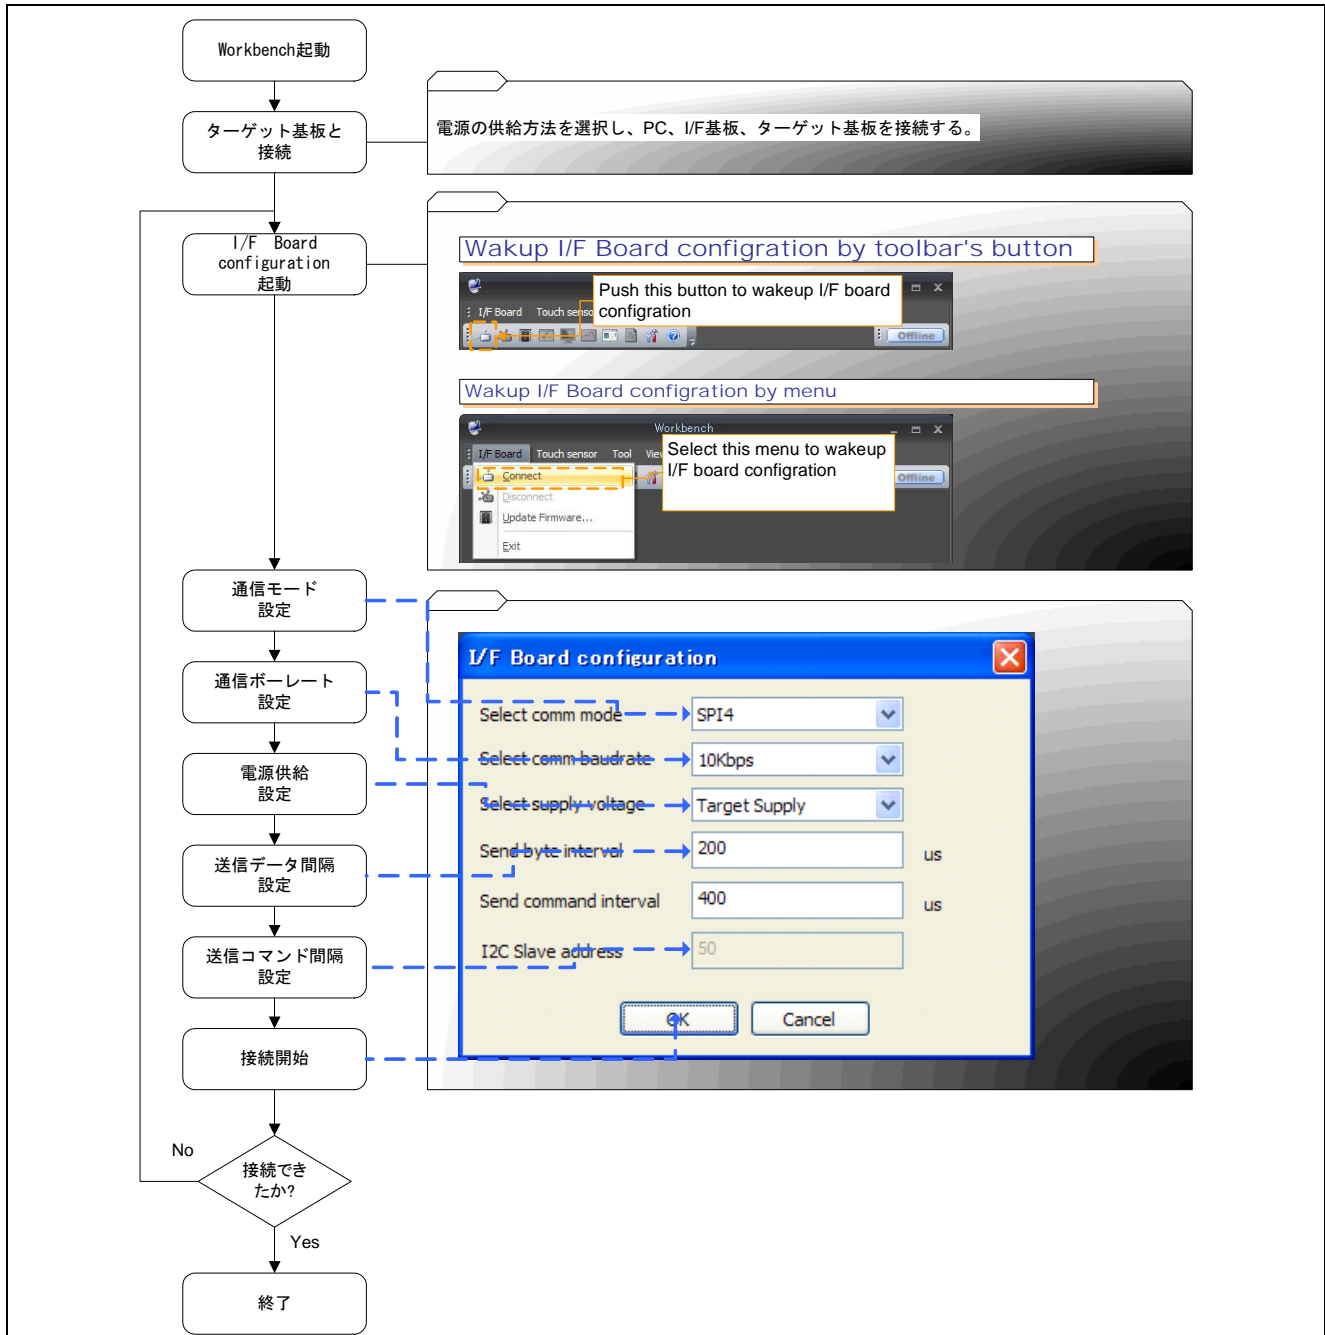 Workbench起動
ターゲット基板と
接続
電源の供給方法を選択し、PC、I/F基板、ターゲット基板を接続する。
I/F Board
configuration
起動
Wakup I/F Board configration by toolbar's button
Push this button to wakeup I/F board
configration
I/F Board Touch senso
Offline
Wakup I/F Board configration by menu
Workbench
I/F Board Touch sensor Tool Vie
Select this menu to wakeup
I/F board configration
Connect
Offline
Disconnect
Update Firmware...
Exit
通信モード
設定
通信ボーレート
設定
電源供給
設定
送信データ間隔
設定
送信コマンド間隔
設定
接続開始
I/F Board configuration
Select comm mode SPI4
Select comm baudrate 10Kbps
Select supply voltage Target Supply
Send byte interval 200 us
Send command interval 400 us
I2C Slave address 50
OK Cancel
No
接続でき
たか?
Yes
終了